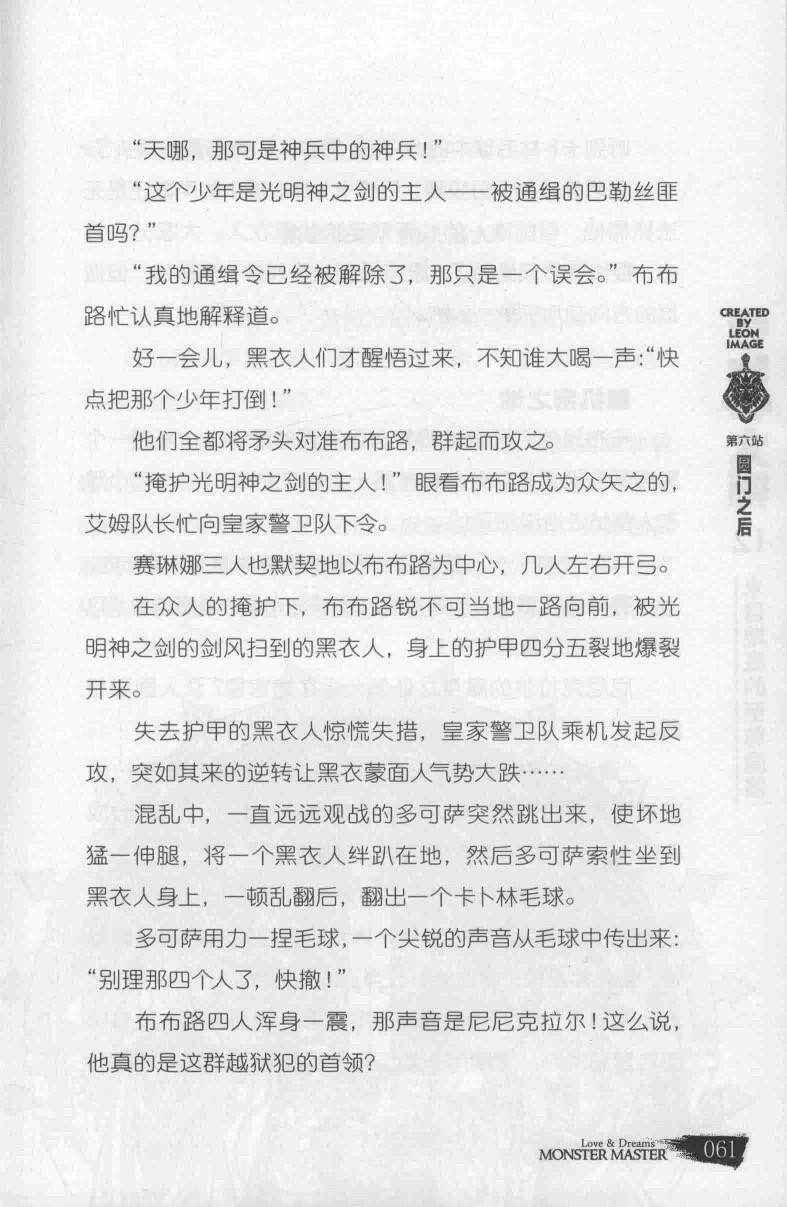 “天哪，那可是神兵中的神兵！”
“这个少年是光明神之剑的主人——被通缉的巴勒丝匪
首吗？”
“我的通缉令已经被解除了，那只是一个误会。”布布
路忙认真地解释道。
好一会儿，黑衣人们才醒悟过来，不知谁大喝一声：“快
点把那个少年打倒！”
他们全都将矛头对准布布路，群起而攻之。
“掩护光明神之剑的主人！”眼看布布路成为众矢之的，
艾姆队长忙向皇家警卫队下令。
赛琳娜三人也默契地以布布路为中心，几人左右开弓。
在众人的掩护下，布布路锐不可当地一路向前，被光
明神之剑的剑风扫到的黑衣人，身上的护甲四分五裂地爆裂
开来。
失去护甲的黑衣人惊慌失措，皇家警卫队乘机发起反
攻，突如其来的逆转让黑衣蒙面人气势大跌……
混乱中，一直远远观战的多可萨突然跳出来，使坏地
猛一伸腿，将一个黑衣人绊趴在地，然后多可萨索性坐到
黑衣人身上，一顿乱翻后，翻出一个卡卜林毛球。
多可萨用力一捏毛球，一个尖锐的声音从毛球中传出来：
“别理那四个人了，快撤！”
布布路四人浑身一震，那声音是尼尼克拉尔！这么说，
他真的是这群越狱犯的首领？
CREATED
BY
LEON
IMAGE
第六站
圆门之后
Love & Dreams
MONSTER MASTER
061